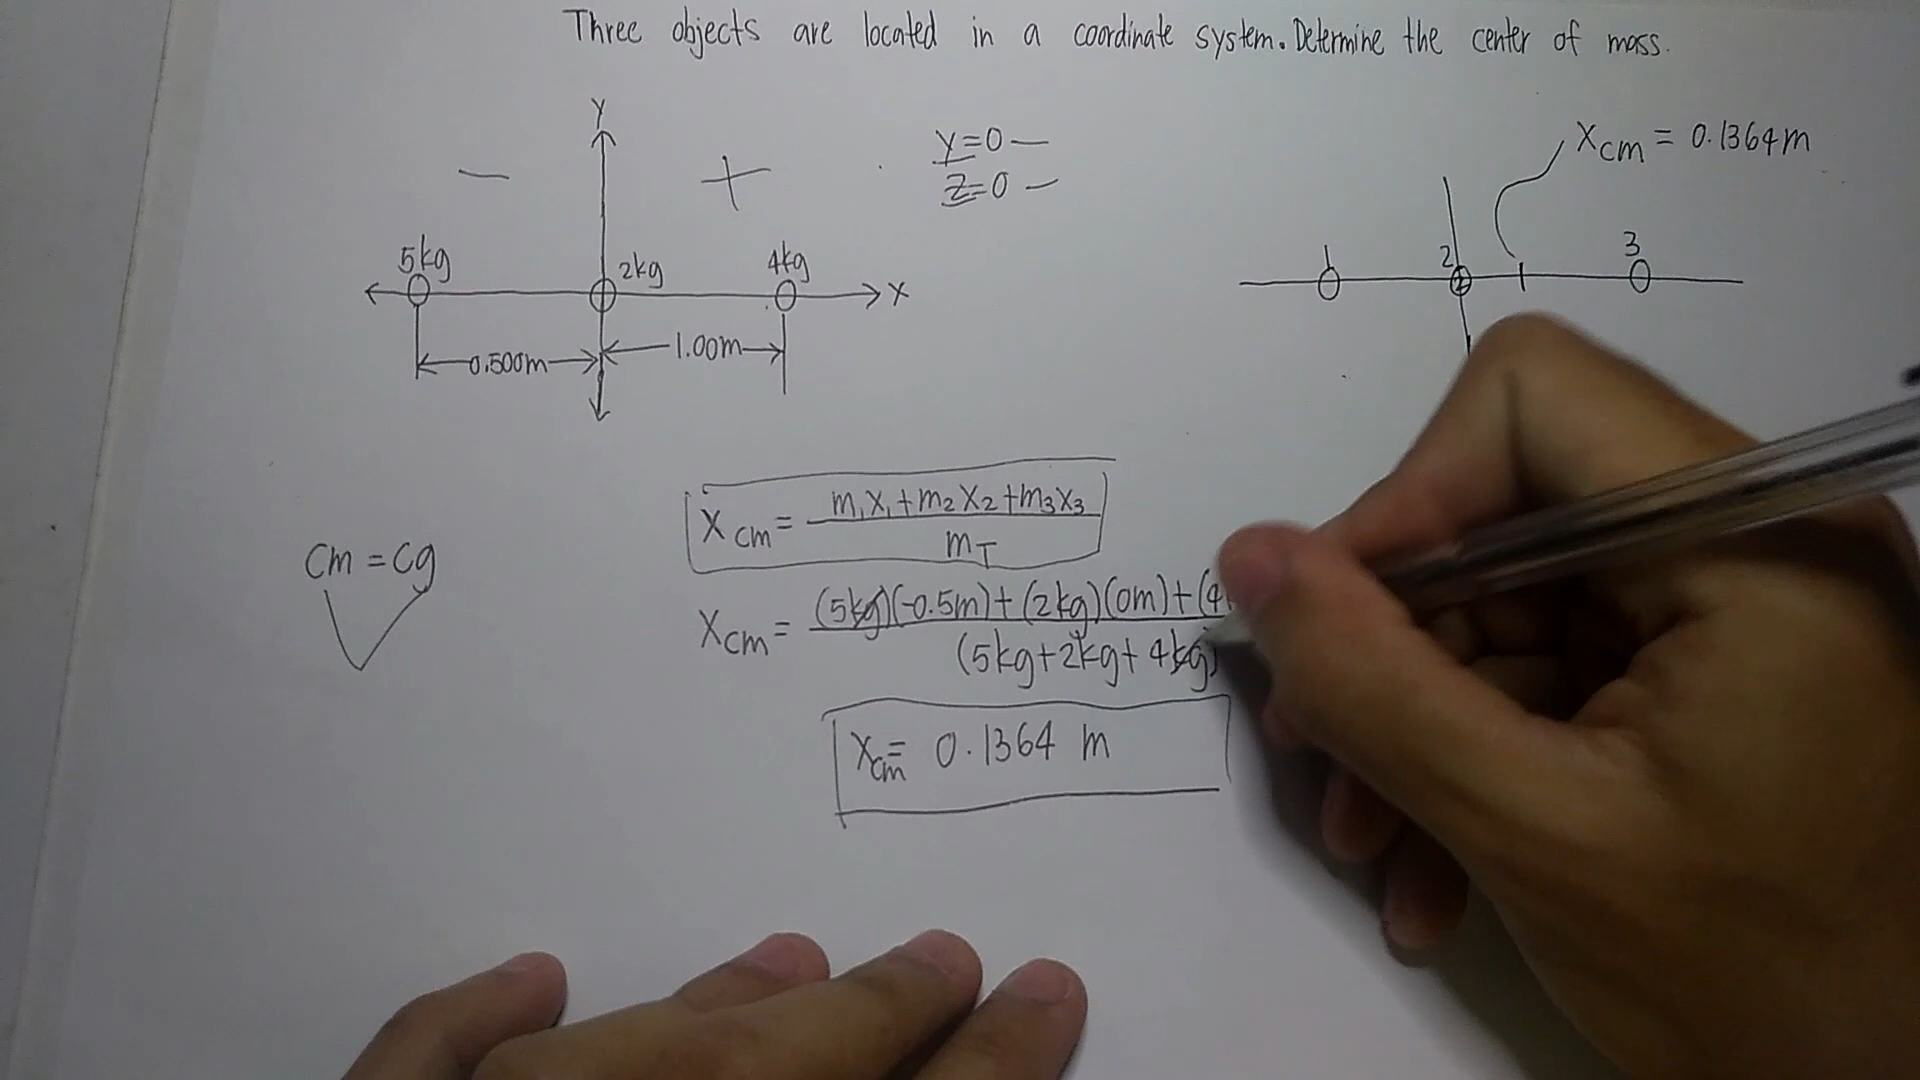 Three objects are located in a coordinate system. Determine the center of mass.
Y
− +
y=0 —
z=0 —
Xcm = 0.1364m
5kg 2kg 4kg
X
0.500m 1.00m
1 2 3
2
Xcm = m₁x₁+m₂x₂+m₃x₃
mT
cm = cg
Xcm = (5kg)(-0.5m)+(2kg)(0m)+(4
(5kg+2kg+4kg)
Xcm = 0.1364 m